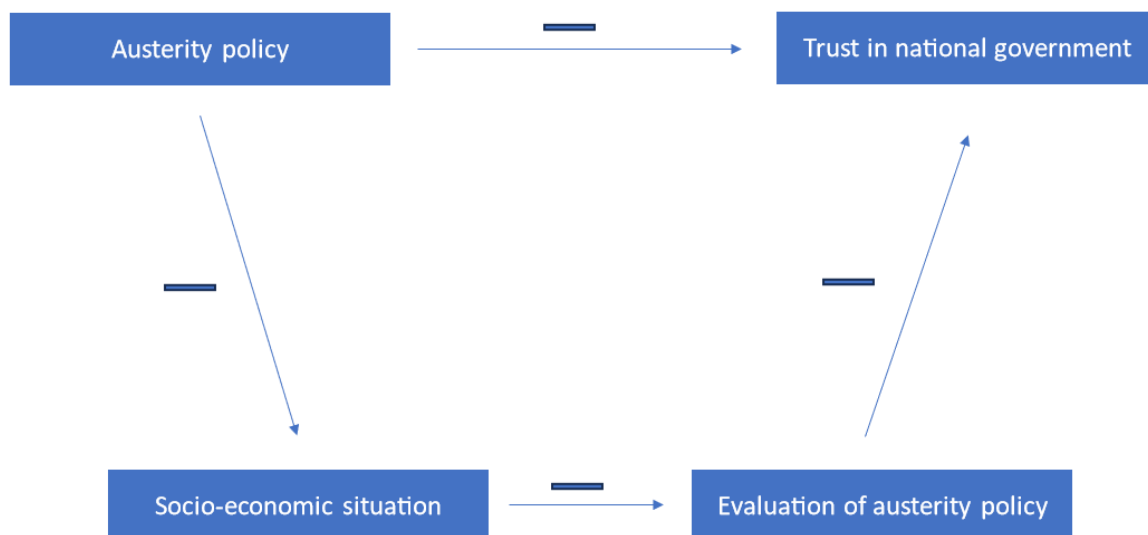 Austerity policy
Trust in national government
Socio-economic situation
Evaluation of austerity policy